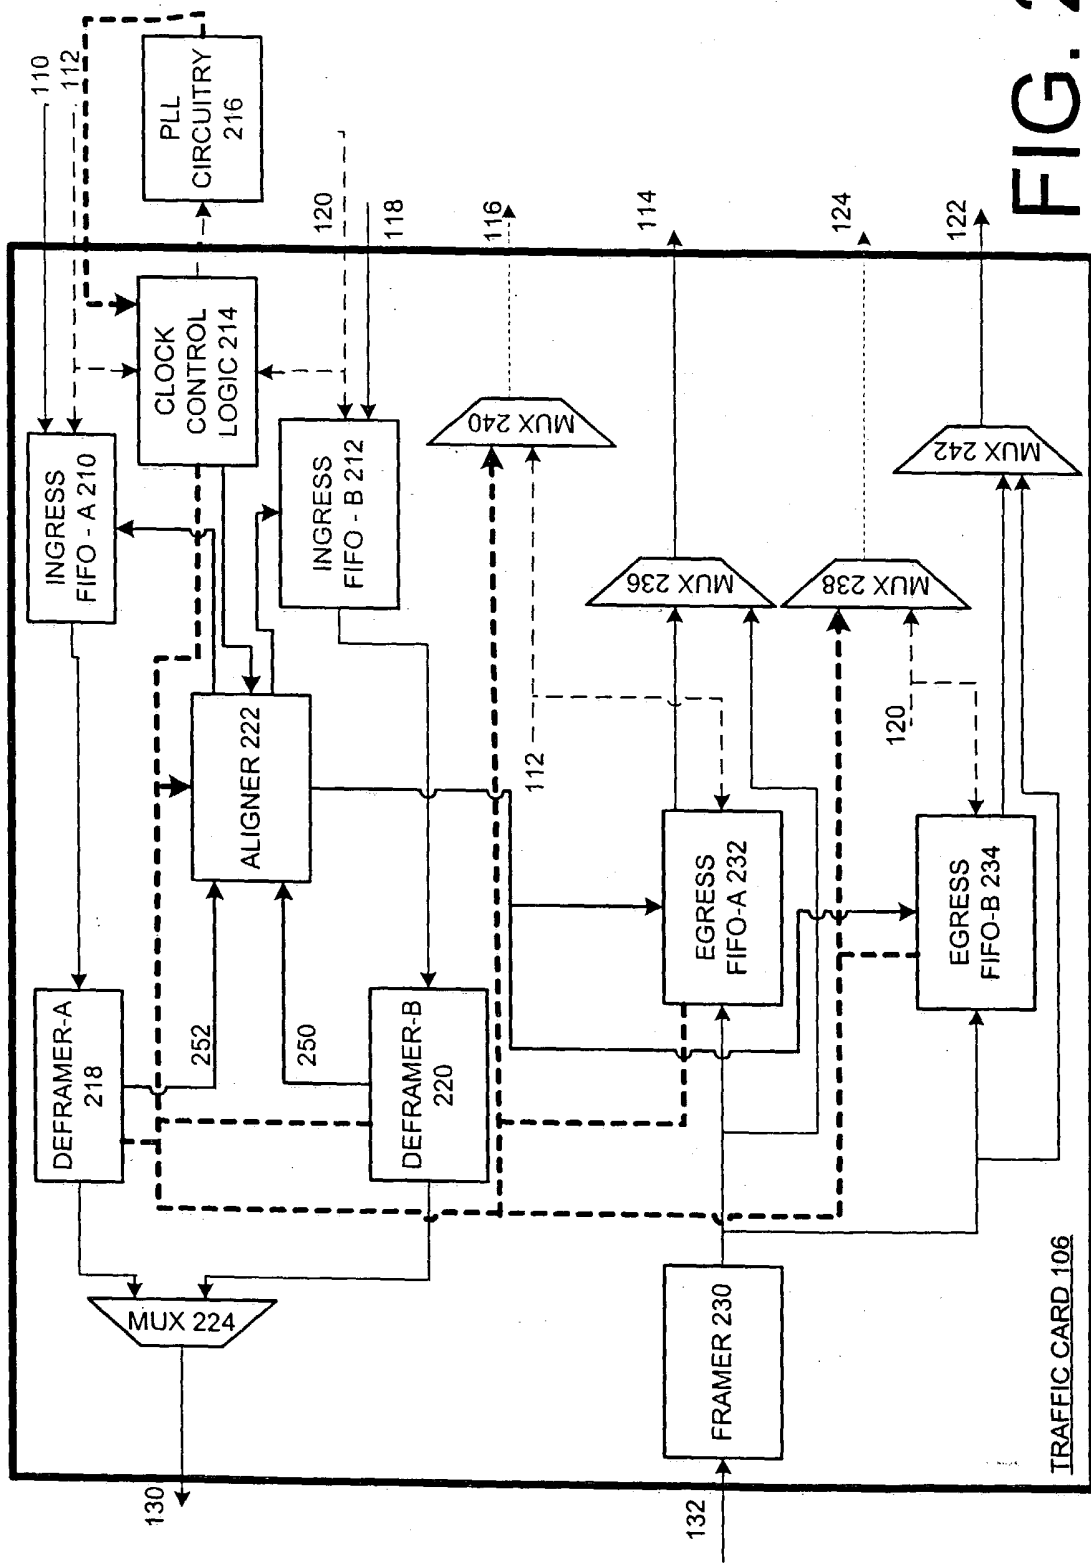 110
112
PLL
CIRCUITRY
216
120
118
116
114
124
122
INGRESS
FIFO - A 210
CLOCK
CONTROL
LOGIC 214
INGRESS
FIFO - B 212
MUX 240
MUX 236
MUX 238
MUX 242
ALIGNER 222
112
120
DEFRAMER-A
218
252
250
DEFRAMER-B
220
EGRESS
FIFO-A 232
EGRESS
FIFO-B 234
MUX 224
FRAMER 230
130
132
TRAFFIC CARD 106
FIG. 2